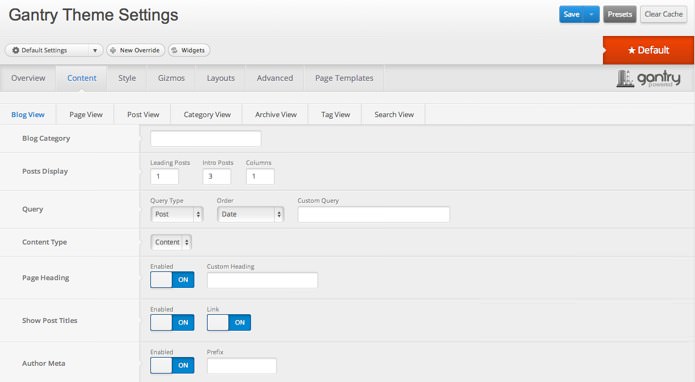 Gantry Theme Settings
Save Presets Clear Cache
Default Settings New Override Widgets
★ Default
Overview Content Style Gizmos Layouts Advanced Page Templates
gantry
powered
Blog View Page View Post View Category View Archive View Tag View Search View
Blog Category
Leading Posts Intro Posts Columns
Posts Display 1 3 1
Query Type Order Custom Query
Query Post Date
Content Type Content
Enabled Custom Heading
Page Heading ON
Enabled Link
Show Post Titles ON ON
Enabled Prefix
Author Meta ON